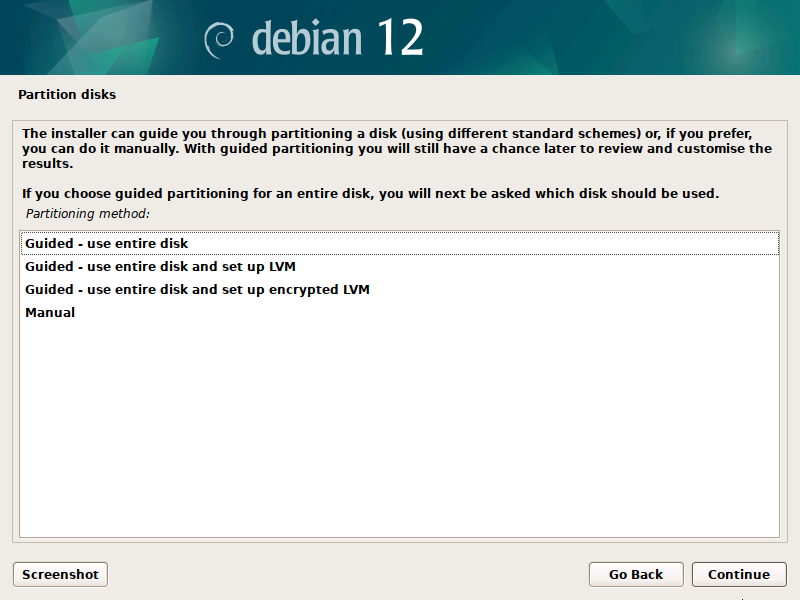 debian 12
Partition disks
The installer can guide you through partitioning a disk (using different standard schemes) or, if you prefer,
you can do it manually. With guided partitioning you will still have a chance later to review and customise the
results.
If you choose guided partitioning for an entire disk, you will next be asked which disk should be used.
Partitioning method:
Guided - use entire disk
Guided - use entire disk and set up LVM
Guided - use entire disk and set up encrypted LVM
Manual
Screenshot
Go Back
Continue